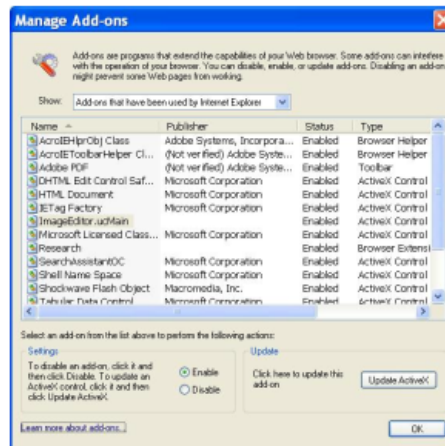 Manage Add-ons
Add-ons are programs that extend the capabilities of your Web browser. Some add-ons can interfere
with the operation of your browser. You can disable, enable, or update add-ons. Disabling an add-on
might prevent some Web pages from working.
Show: Add-ons that have been used by Internet Explorer
Name Publisher Status Type
AcroIEHlprObj Class Adobe Systems, Incorpora... Enabled Browser Helper
AcroIEToolbarHelper Cl... (Not verified) Adobe Syste... Enabled Browser Helper
Adobe PDF (Not verified) Adobe Syste... Enabled Toolbar
DHTML Edit Control Saf... Microsoft Corporation Enabled ActiveX Control
HTML Document Microsoft Corporation Enabled ActiveX Control
IETag Factory Microsoft Corporation Enabled ActiveX Control
ImageEditor.ucMain Enabled ActiveX Control
Microsoft Licensed Class... Microsoft Corporation Enabled ActiveX Control
Research Enabled Browser Extensi
SearchAssistantOC Microsoft Corporation Enabled ActiveX Control
Shell Name Space Microsoft Corporation Enabled ActiveX Control
Shockwave Flash Object Macromedia, Inc. Enabled ActiveX Control
Tabular Data Control Microsoft Corporation Enabled ActiveX Control
Select an add-on from the list above to perform the following actions:
Settings
To disable an add-on, click it and
then click Disable. To update an
ActiveX control, click it and then
click Update ActiveX.
Enable
Disable
Update
Click here to update this
add-on
Update ActiveX
Learn more about add-ons...
OK